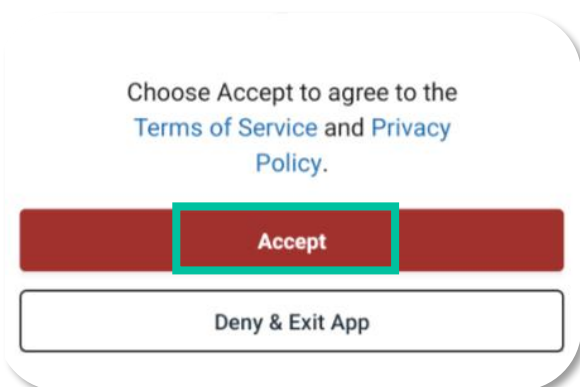 Choose Accept to agree to the
Terms of Service and Privacy
Policy.
Accept
Deny & Exit App